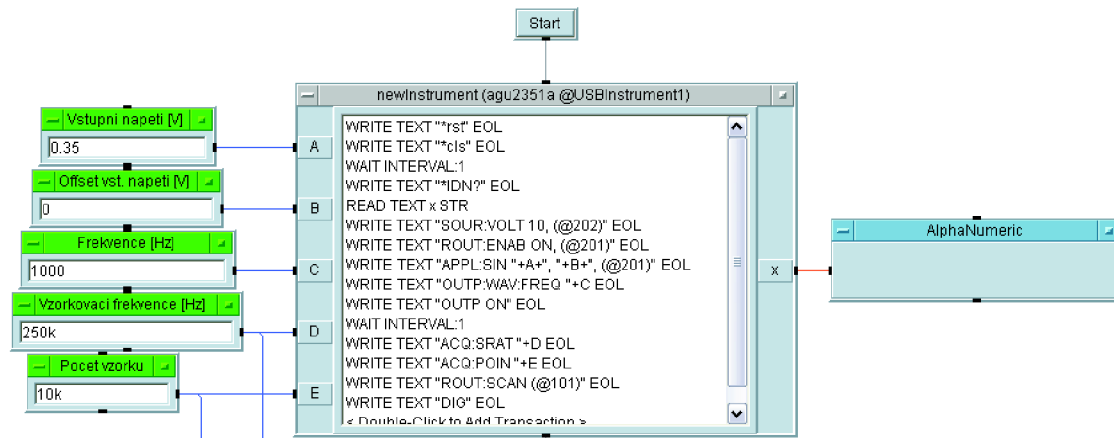 Start
newInstrument (agu2351a @USBInstrument1)
Vstupni napeti [V]
0.35
Offset vst. napeti [V]
0
Frekvence [Hz]
1000
Vzorkovaci frekvence [Hz]
250k
Pocet vzorku
10k
A
B
C
D
E
WRITE TEXT "*rst" EOL
WRITE TEXT "*cls" EOL
WAIT INTERVAL:1
WRITE TEXT "*IDN?" EOL
READ TEXT x STR
WRITE TEXT "SOUR:VOLT 10, (@202)" EOL
WRITE TEXT "ROUT:ENAB ON, (@201)" EOL
WRITE TEXT "APPL:SIN "+A+", "+B+", (@201)" EOL
WRITE TEXT "OUTP:WAV:FREQ "+C EOL
WRITE TEXT "OUTP ON" EOL
WAIT INTERVAL:1
WRITE TEXT "ACQ:SRAT "+D EOL
WRITE TEXT "ACQ:POIN "+E EOL
WRITE TEXT "ROUT:SCAN (@101)" EOL
WRITE TEXT "DIG" EOL
< Double-Click to Add Transaction >
x
AlphaNumeric